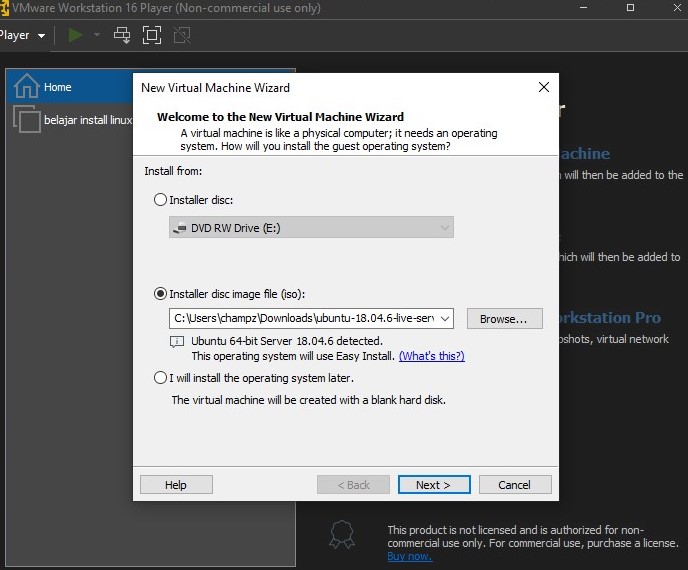 VMware Workstation 16 Player (Non-commercial use only)
Player
Home
belajar install linux
New Virtual Machine Wizard
Welcome to the New Virtual Machine Wizard
A virtual machine is like a physical computer; it needs an operating
system. How will you install the guest operating system?
Install from:
Installer disc:
DVD RW Drive (E:)
Installer disc image file (iso):
C:\Users\champz\Downloads\ubuntu-18.04.6-live-serv
Browse...
Ubuntu 64-bit Server 18.04.6 detected.
This operating system will use Easy Install. (What's this?)
I will install the operating system later.
The virtual machine will be created with a blank hard disk.
Help
< Back
Next >
Cancel
achine
will then be added to the
hich will then be added to
orkstation Pro
pshots, virtual network
This product is not licensed and is authorized for non-
commercial use only. For commercial use, purchase a license.
Buy now.